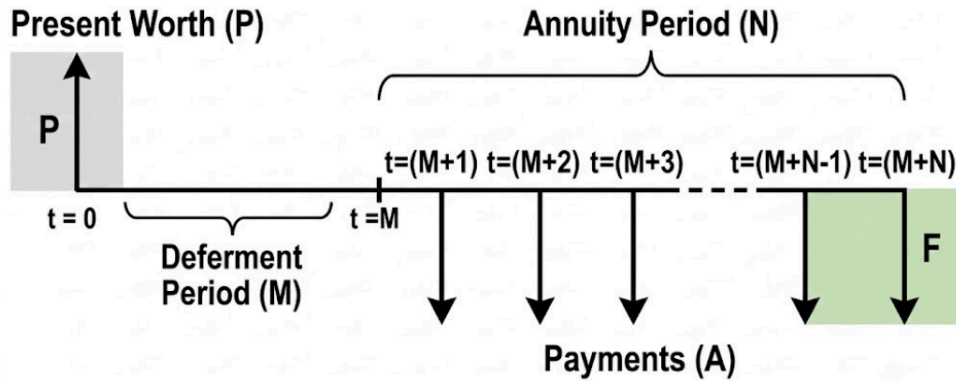 Present Worth (P)
Annuity Period (N)
P
t=(M+1) t=(M+2) t=(M+3) t=(M+N-1) t=(M+N)
t = 0
t =M
Deferment
Period (M)
F
Payments (A)